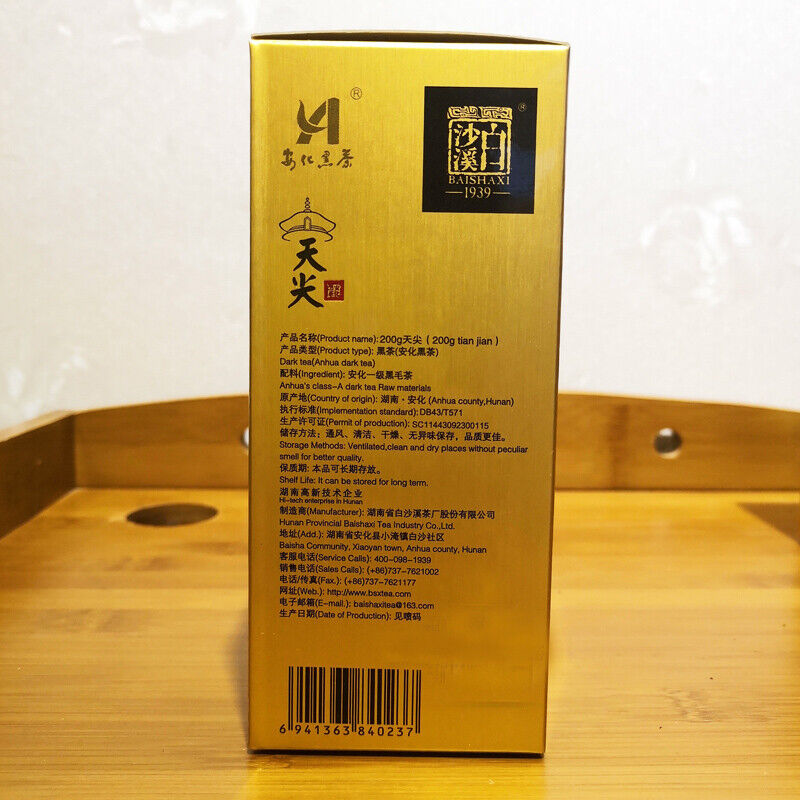 ®
安化黑茶
®
白沙溪
BAISHAXI
1939
天尖
产品名称(Product name): 200g天尖 ( 200g tian jian )
产品类型(Product type): 黑茶(安化黑茶)
Dark tea(Anhua dark tea)
配料(Ingredient): 安化一级黑毛茶
Anhua's class-A dark tea Raw materials
原产地(Country of origin): 湖南·安化 (Anhua county,Hunan)
执行标准(Implementation standard): DB43/T571
生产许可证(Permit of production): SC11443092300115
储存方法: 通风、清洁、干燥、无异味保存，品质更佳。
Storage Methods: Ventilated,clean and dry places without peculiar
smell for better quality.
保质期: 本品可长期存放。
Shelf Life: It can be stored for long term.
湖南高新技术企业
Hi-tech enterprise in Hunan
制造商(Manufacturer): 湖南省白沙溪茶厂股份有限公司
Hunan Provincial Baishaxi Tea Industry Co.,Ltd.
地址(Add.): 湖南省安化县小淹镇白沙社区
Baisha Community, Xiaoyan town, Anhua county, Hunan
客服电话(Service Calls): 400-098-1939
销售电话(Sales Calls): (+86)737-7621002
电话/传真(Fax.): (+86)737-7621177
网址(Web.): http://www.bsxtea.com
电子邮箱(E-mail.): baishaxitea@163.com
生产日期(Date of Production): 见喷码
6 941363 840237